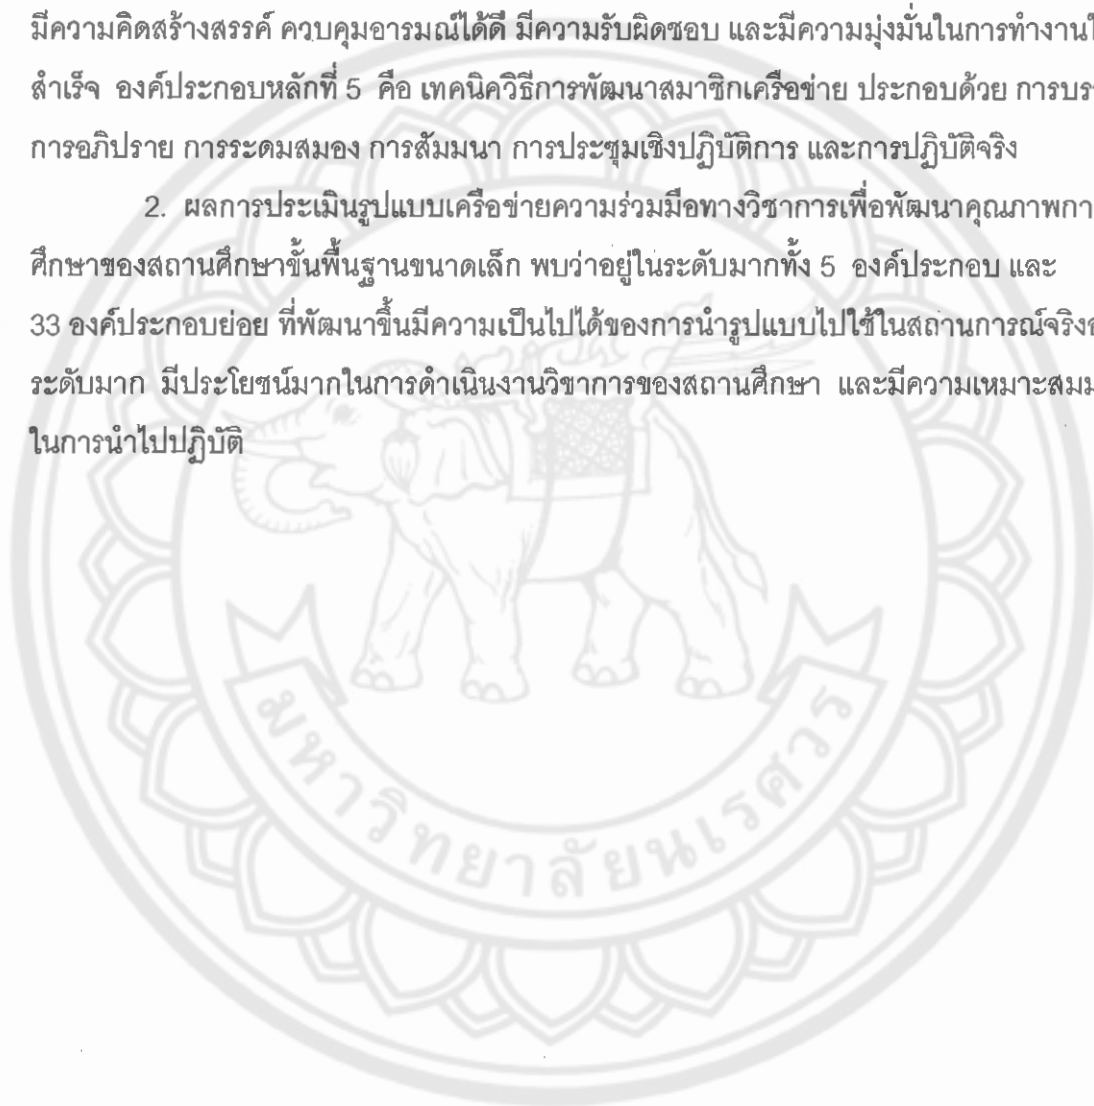 มีความคิดสร้างสรรค์ ควบคุมอารมณ์ได้ดี มีความรับผิดชอบ และมีความมุ่งมั่นในการทำงานใ
สำเร็จ องค์ประกอบหลักที่ 5 คือ เทคนิควิธีการพัฒนาสมาชิกเครือข่าย ประกอบด้วย การบร
การอภิปราย การระดมสมอง การสัมมนา การประชุมเชิงปฏิบัติการ และการปฏิบัติจริง
2. ผลการประเมินรูปแบบเครือข่ายความร่วมมือทางวิชาการเพื่อพัฒนาคุณภาพกา
ศึกษาของสถานศึกษาขั้นพื้นฐานขนาดเล็ก พบว่าอยู่ในระดับมากทั้ง 5 องค์ประกอบ และ
33 องค์ประกอบย่อย ที่พัฒนาขึ้นมีความเป็นไปได้ของการนำรูปแบบไปใช้ในสถานการณ์จริงอ
ระดับมาก มีประโยชน์มากในการดำเนินงานวิชาการของสถานศึกษา และมีความเหมาะสมม
ในการนำไปปฏิบัติ
มหาวิทยาลัยนเรศวร